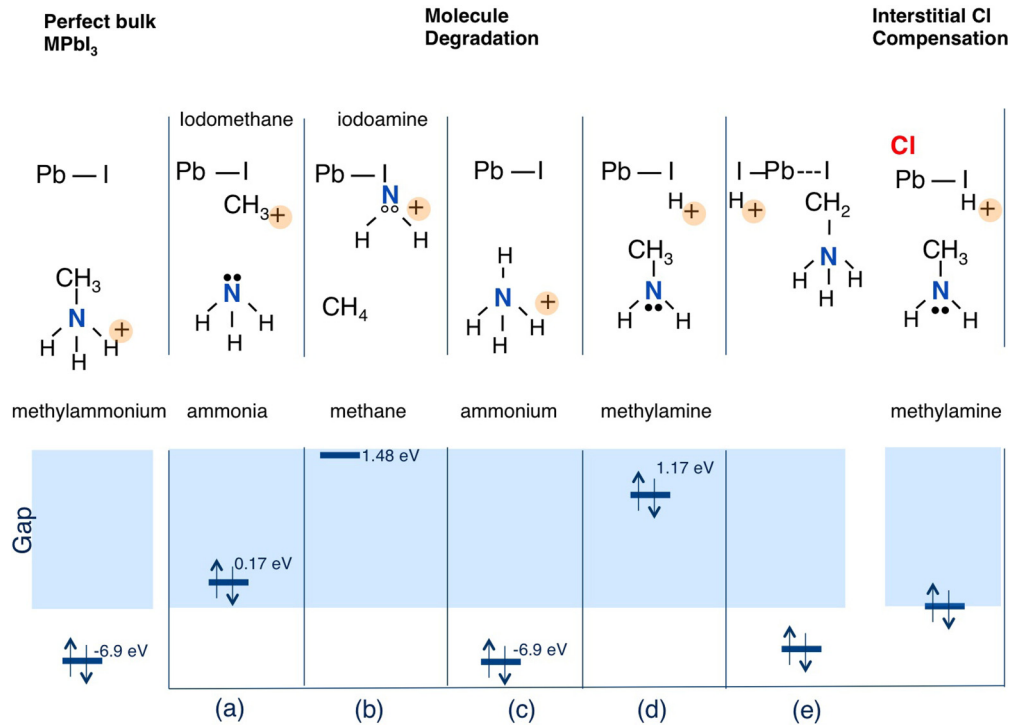 Perfect bulk
MPbI₃
Molecule
Degradation
Interstitial Cl
Compensation
Iodomethane
iodoamine
Pb — I
Pb — I
CH₃+
Pb — I
N
+
H H
Pb — I
Pb — I
H+
I —Pb---I
H+
CH₂
Cl
Pb — I
H+
CH₃
N
H H H
+
N
H H H
CH₄
H
N
H H H
+
CH₃
N
H H
N
H H H
CH₃
N
H H
methylammonium
ammonia
methane
ammonium
methylamine
methylamine
Gap
1.48 eV
1.17 eV
0.17 eV
-6.9 eV
-6.9 eV
(a)
(b)
(c)
(d)
(e)